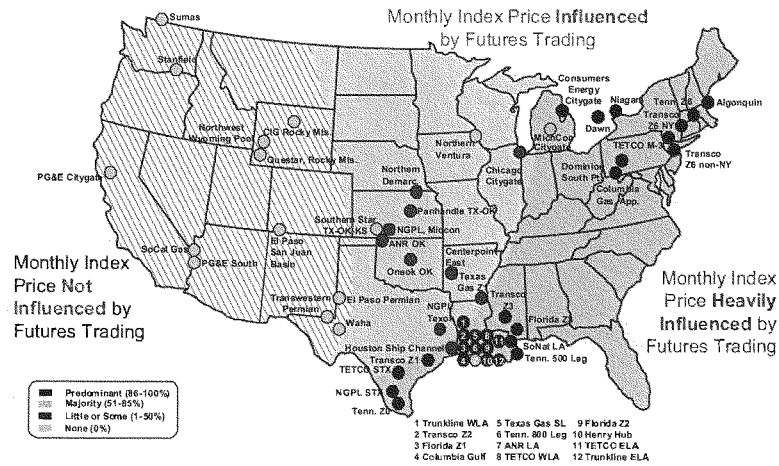 Monthly Index Price Influenced
by Futures Trading
Sumas
Stanfield
Consumers
Energy
Citygate
Niagara
Tenn. Z6
Algonquin
Transco
Z6 NY
Dawn
MichCon
Citygate
TETCO M-3
Transco
Z6 non-NY
Northwest
Wyoming Pool
CIG Rocky Mts.
Questar, Rocky Mts.
Northern
Ventura
Chicago
Citygate
Dominion
South Pt.
Columbia
Gas, App.
PG&E Citygate
Northern
Demarc
Panhandle TX-OK
Southern Star
TX-OK-KS
NGPL, Midcon
ANR OK
Oneok OK
Centerpoint
East
Texas
Gas Z1
El Paso
San Juan
Basin
SoCal Gas
PG&E South
Monthly Index
Price Not
Influenced by
Futures Trading
Monthly Index
Price Heavily
Influenced by
Futures Trading
Transwestern
Permian
El Paso Permian
Waha
NGPL
Texok
Transco
Z3
Florida Z3
Houston Ship Channel
Transco Z1
TETCO STX
NGPL STX
Tenn. Z0
SoNat LA
Tenn. 500 Leg
Predominant (86-100%)
Majority (51-85%)
Little or Some (1-50%)
None (0%)
1 Trunkline WLA 5 Texas Gas SL 9 Florida Z2
2 Transco Z2 6 Tenn. 800 Leg 10 Henry Hub
3 Florida Z1 7 ANR LA 11 TETCO ELA
4 Columbia Gulf 8 TETCO WLA 12 Trunkline ELA